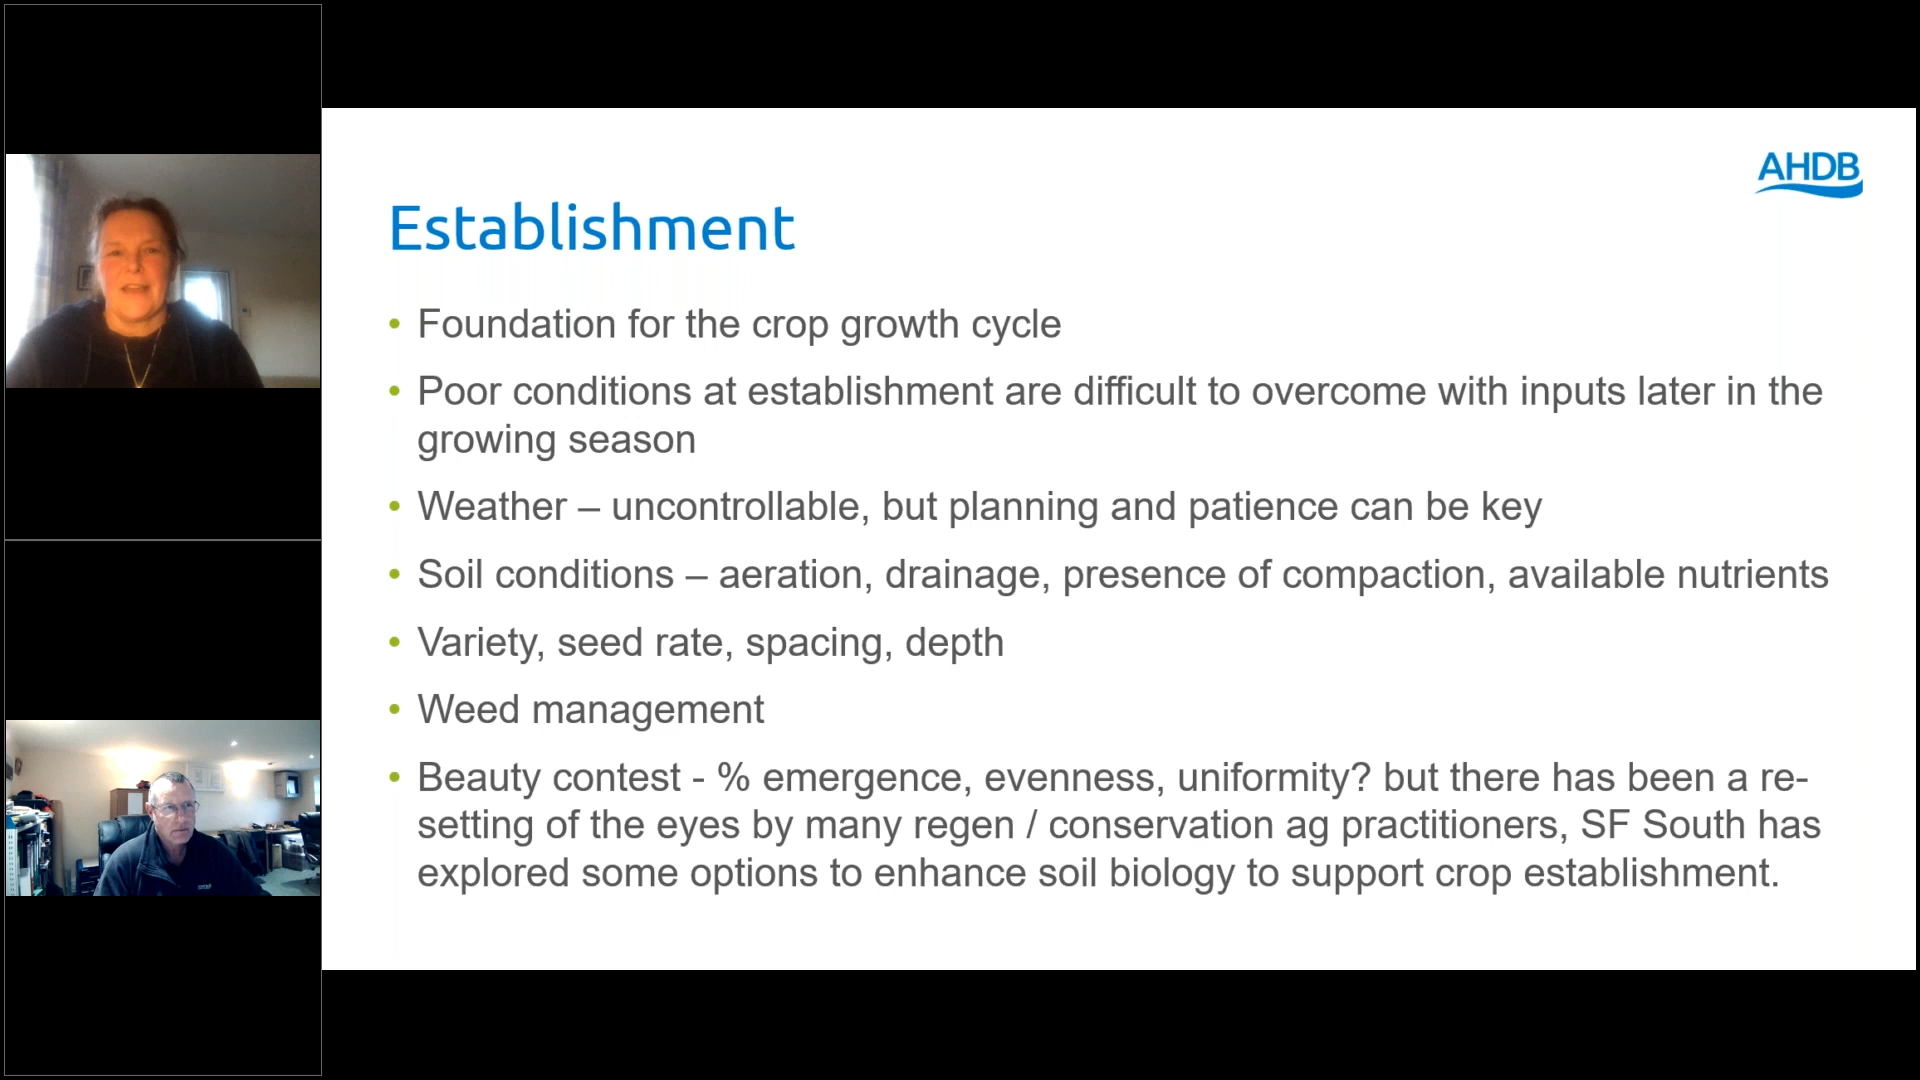 AHDB
Establishment
• Foundation for the crop growth cycle
• Poor conditions at establishment are difficult to overcome with inputs later in the
growing season
• Weather – uncontrollable, but planning and patience can be key
• Soil conditions – aeration, drainage, presence of compaction, available nutrients
• Variety, seed rate, spacing, depth
• Weed management
• Beauty contest - % emergence, evenness, uniformity? but there has been a re-
setting of the eyes by many regen / conservation ag practitioners, SF South has
explored some options to enhance soil biology to support crop establishment.